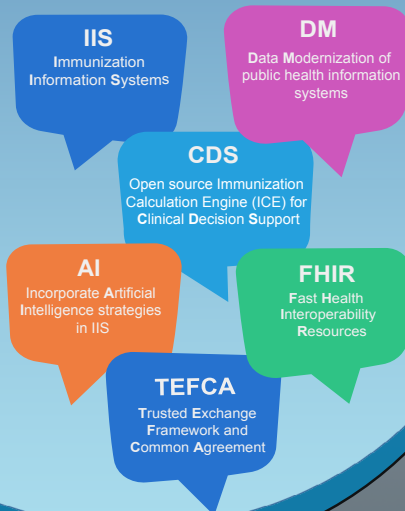 IIS
Immunization
Information Systems
DM
Data Modernization of
public health information
systems
CDS
Open source Immunization
Calculation Engine (ICE) for
Clinical Decision Support
AI
Incorporate Artificial
Intelligence strategies
in IIS
FHIR
Fast Health
Interoperability
Resources
TEFCA
Trusted Exchange
Framework and
Common Agreement